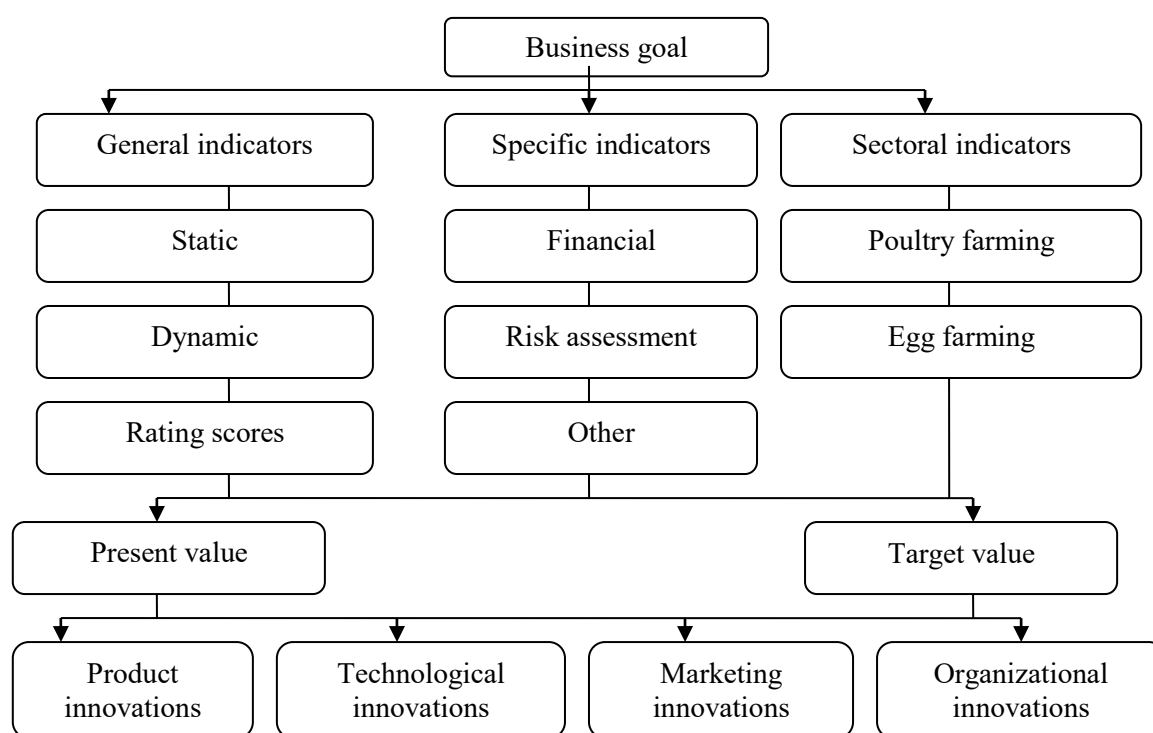 Business goal
General indicators
Specific indicators
Sectoral indicators
Static
Financial
Poultry farming
Dynamic
Risk assessment
Egg farming
Rating scores
Other
Present value
Target value
Product
innovations
Technological
innovations
Marketing
innovations
Organizational
innovations